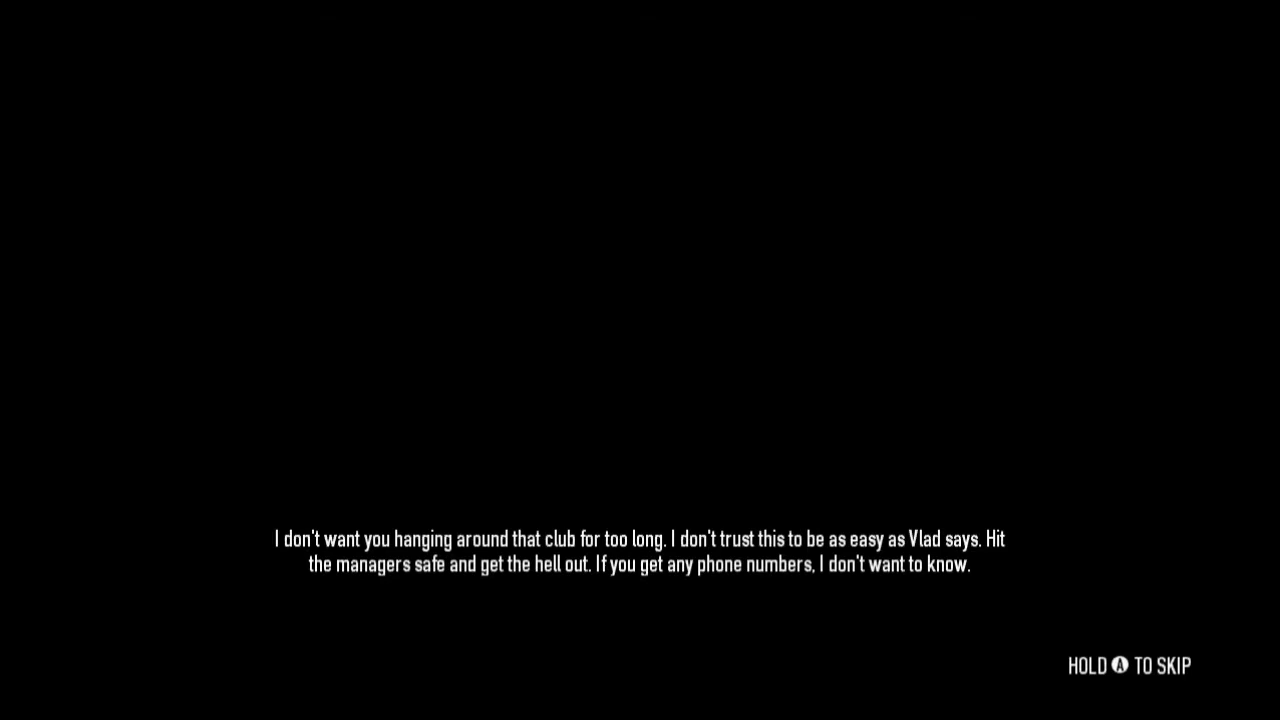 I don't want you hanging around that club for too long. I don't trust this to be as easy as Vlad says. Hit
the managers safe and get the hell out. If you get any phone numbers, I don't want to know.
HOLD A TO SKIP